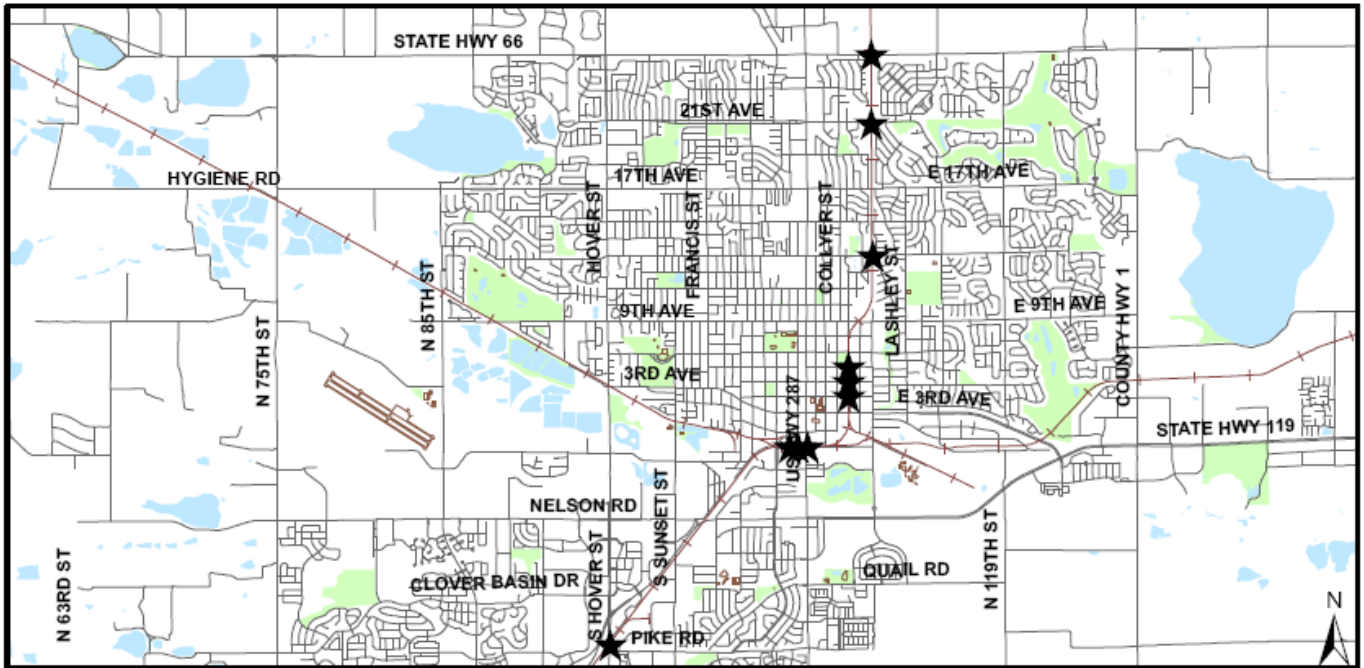 STATE HWY 66
21ST AVE
HYGIENE RD
17TH AVE
E 17TH AVE
HOVER ST
FRANCIS ST
COLLYER ST
LASHLEY ST
N 85TH ST
9TH AVE
E 9TH AVE
COUNTY HWY 1
N 75TH ST
3RD AVE
E 3RD AVE
US HWY 287
STATE HWY 119
NELSON RD
S SUNSET ST
S HOVER ST
N 63RD ST
CLOVER BASIN DR
QUAIL RD
N 119TH ST
PIKE RD
N